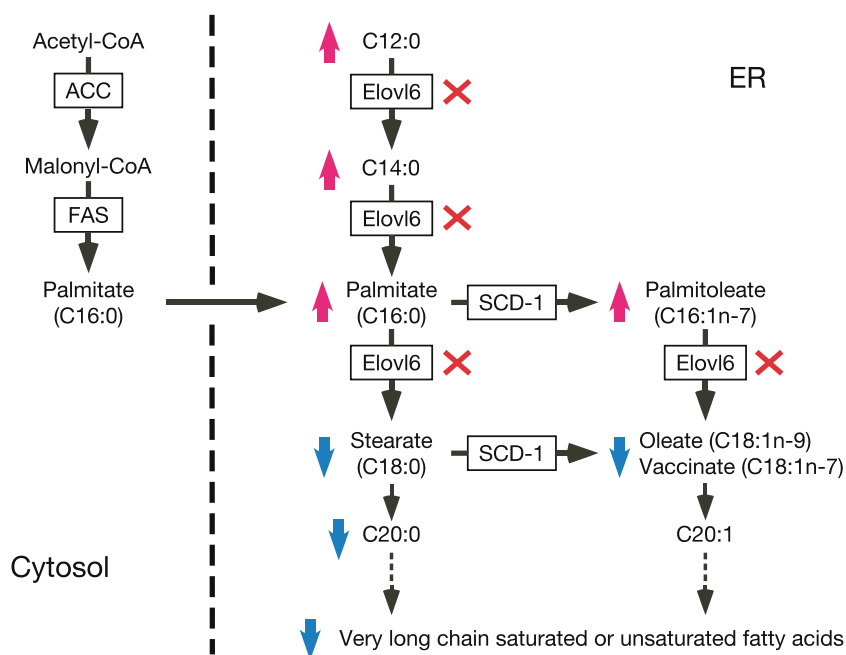 Acetyl-CoA
ACC
Malonyl-CoA
FAS
Palmitate
(C16:0)
Cytosol
C12:0
Elovl6
C14:0
Elovl6
Palmitate
(C16:0)
SCD-1
Palmitoleate
(C16:1n-7)
Elovl6
Elovl6
Stearate
(C18:0)
SCD-1
Oleate (C18:1n-9)
Vaccinate (C18:1n-7)
C20:0
C20:1
Very long chain saturated or unsaturated fatty acids
ER